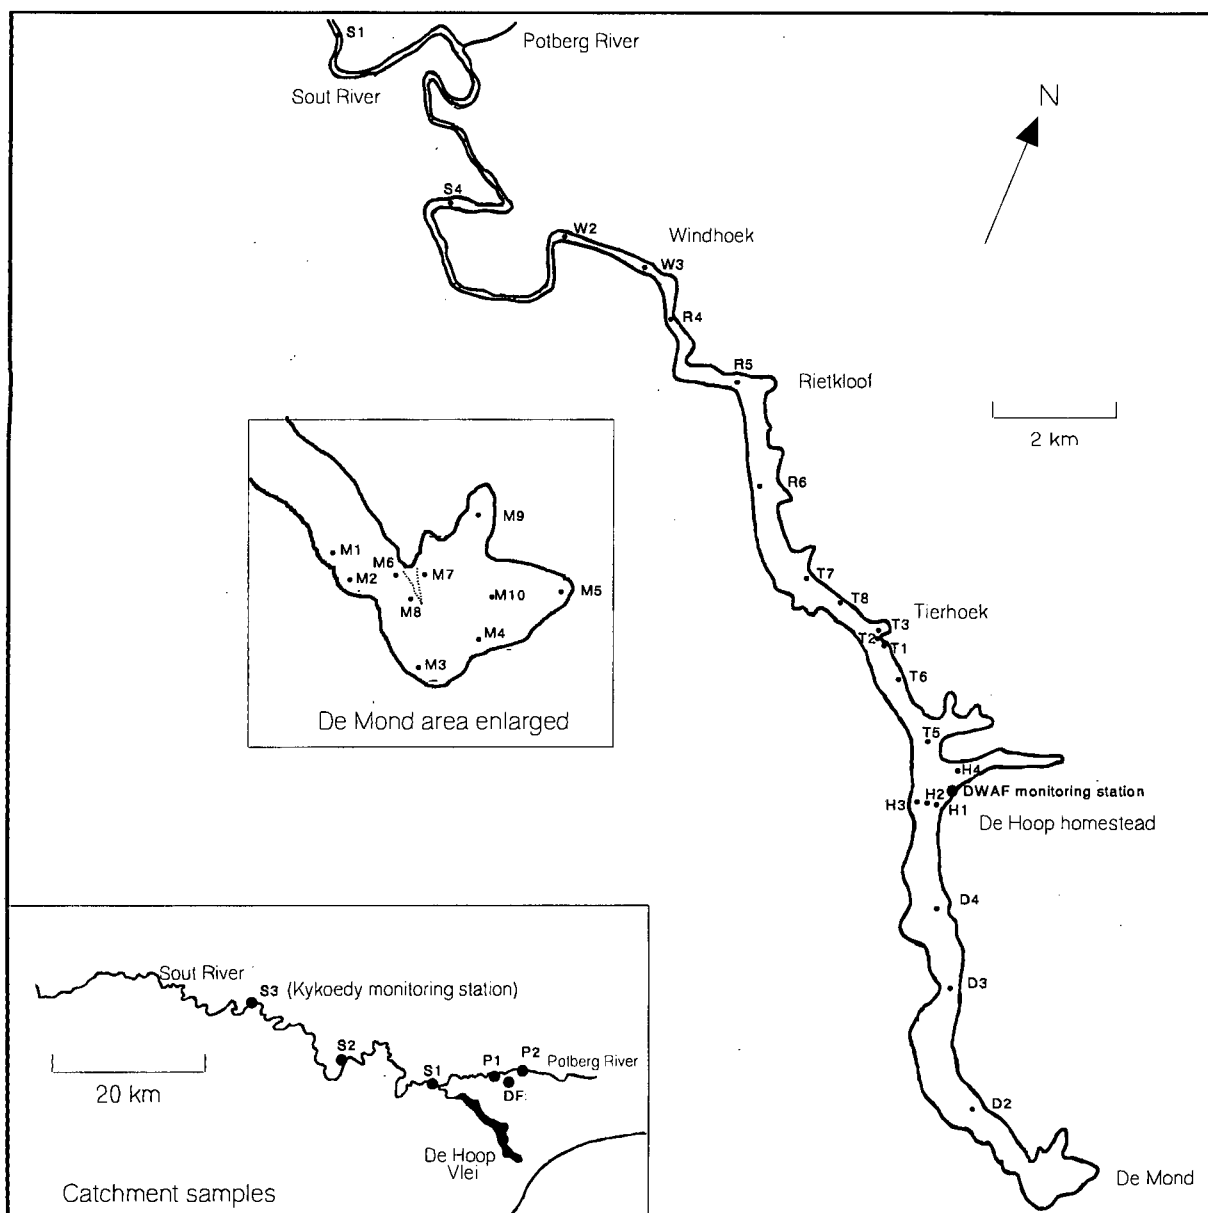 S1
Potberg River
Sout River
N
S4
W2
Windhoek
W3
R4
R5
Rietkloof
2 km
R6
M9
M1
M6
M7
M2
M10
M5
M8
M4
M3
De Mond area enlarged
T7
T8
Tierhoek
T3
T2
T1
T6
T5
H4
DWAF monitoring station
H3
H2
H1
De Hoop homestead
D4
D3
D2
De Mond
Sout River
S3 (Kykoedy monitoring station)
S2
S1
P1
P2
Potberg River
DF
20 km
De Hoop
Vlei
Catchment samples